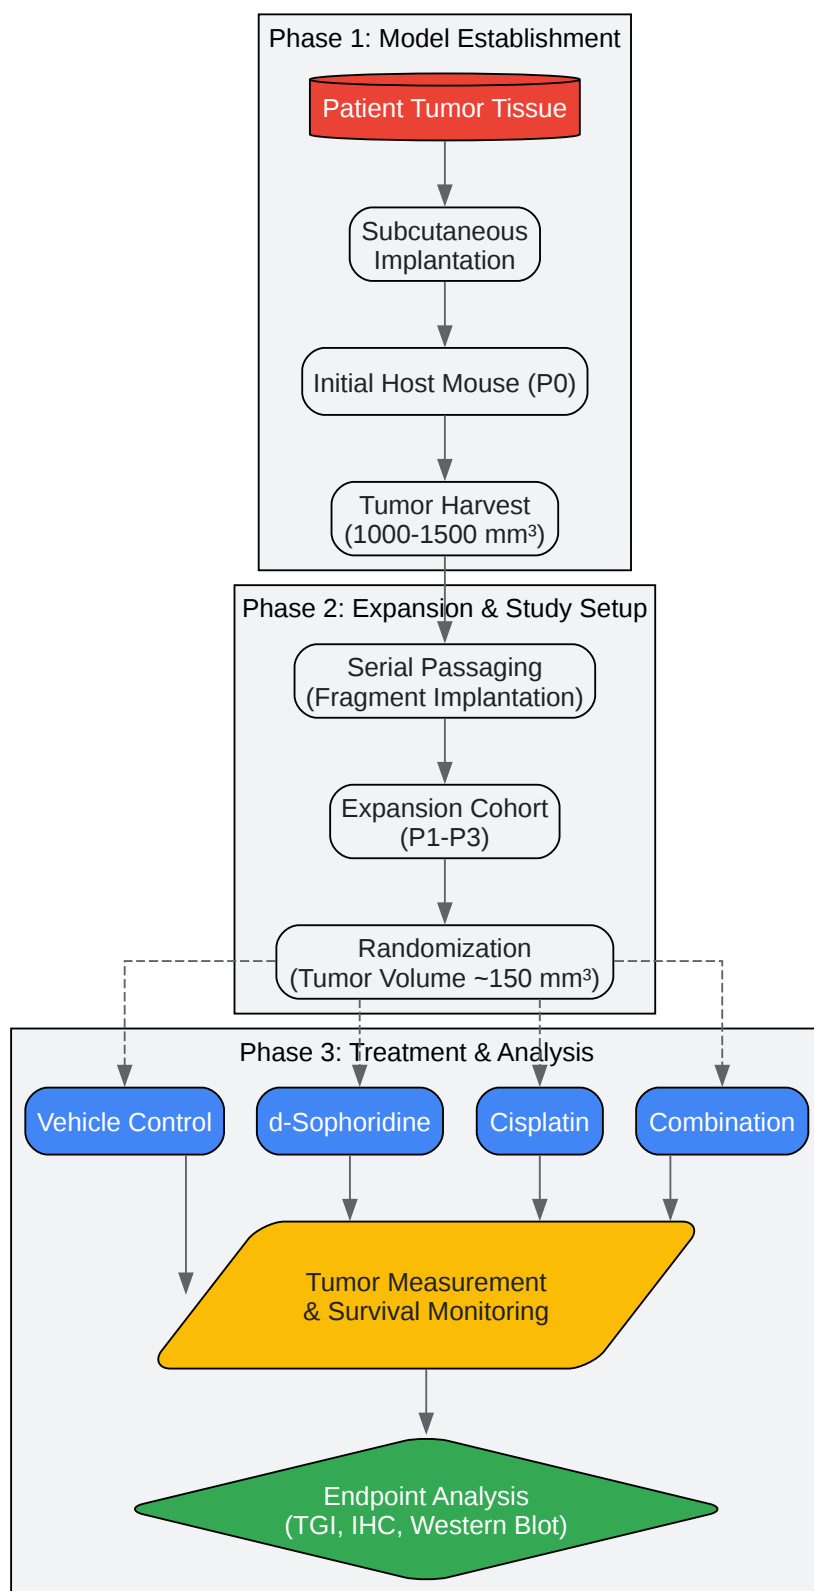 Phase 1: Model Establishment
Patient Tumor Tissue
Subcutaneous
Implantation
Initial Host Mouse (P0)
Tumor Harvest
(1000-1500 mm³)
Phase 2: Expansion & Study Setup
Serial Passaging
(Fragment Implantation)
Expansion Cohort
(P1-P3)
Randomization
(Tumor Volume ~150 mm³)
Phase 3: Treatment & Analysis
Vehicle Control
d-Sophoridine
Cisplatin
Combination
Tumor Measurement
& Survival Monitoring
Endpoint Analysis
(TGI, IHC, Western Blot)